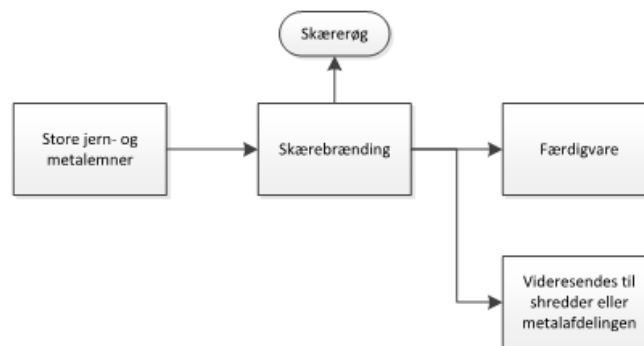 Skærerøg
Store jern- og
metalemner
Skærebrænding
Færdigvare
Videresendes til
shredder eller
metalafdelingen